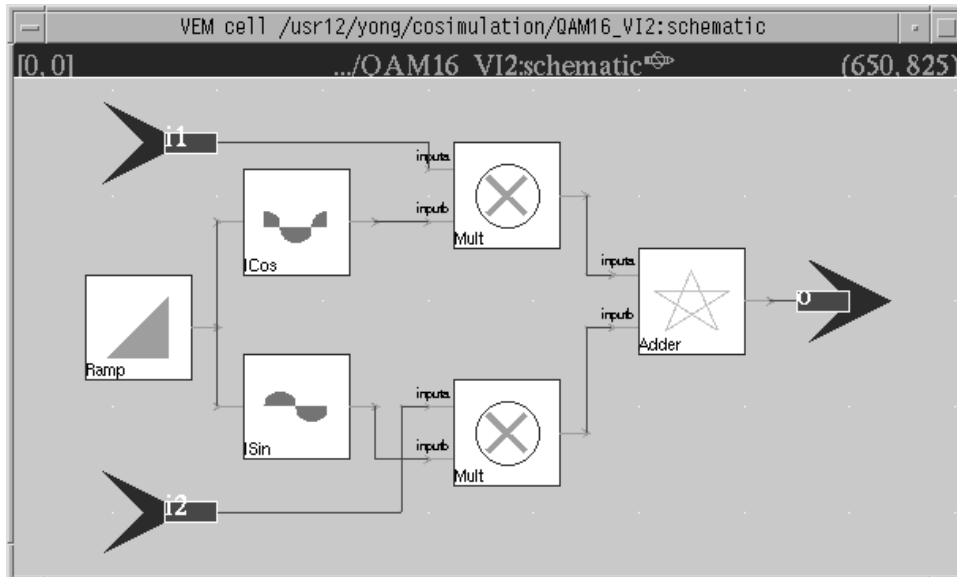 VEM cell /usr12/yong/cosimulation/QAM16_VI2:schematic
[0, 0] .../QAM16_VI2:schematic (650, 825)
i1
inputa
inputb
Mult
ICos
inputa
Ramp
inputb
Adder
o
ISin
inputa
inputb
Mult
i2